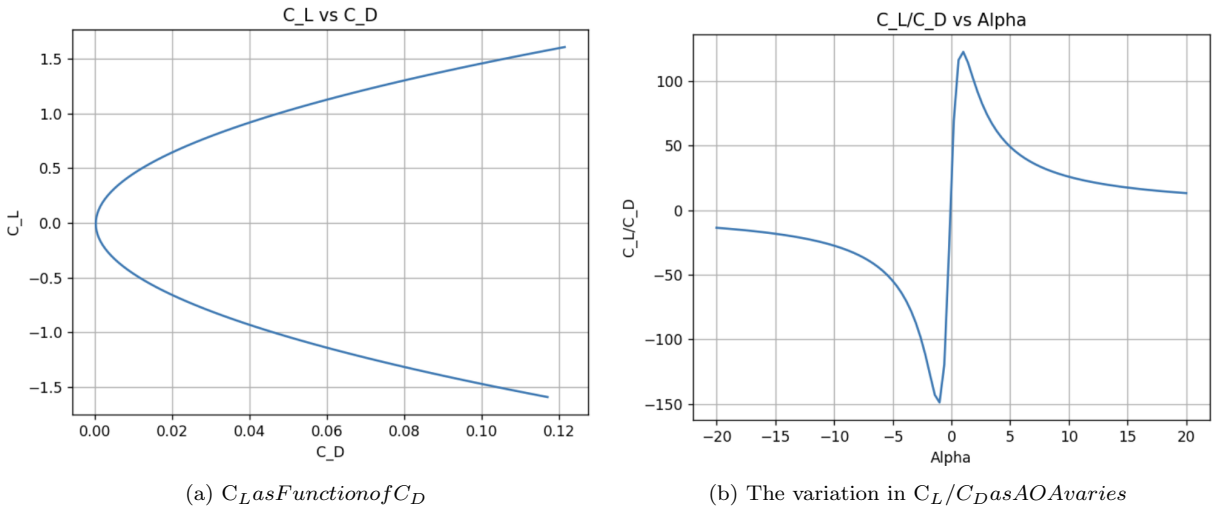 C_L vs C_D
1.5
1.0
0.5
0.0
−0.5
−1.0
−1.5
C_L
0.00 0.02 0.04 0.06 0.08 0.10 0.12
C_D
(a) C_LasFunctionofC_D
C_L/C_D vs Alpha
100
50
0
−50
−100
−150
C_L/C_D
−20 −15 −10 −5 0 5 10 15 20
Alpha
(b) The variation in C_L/C_DasAOAvaries